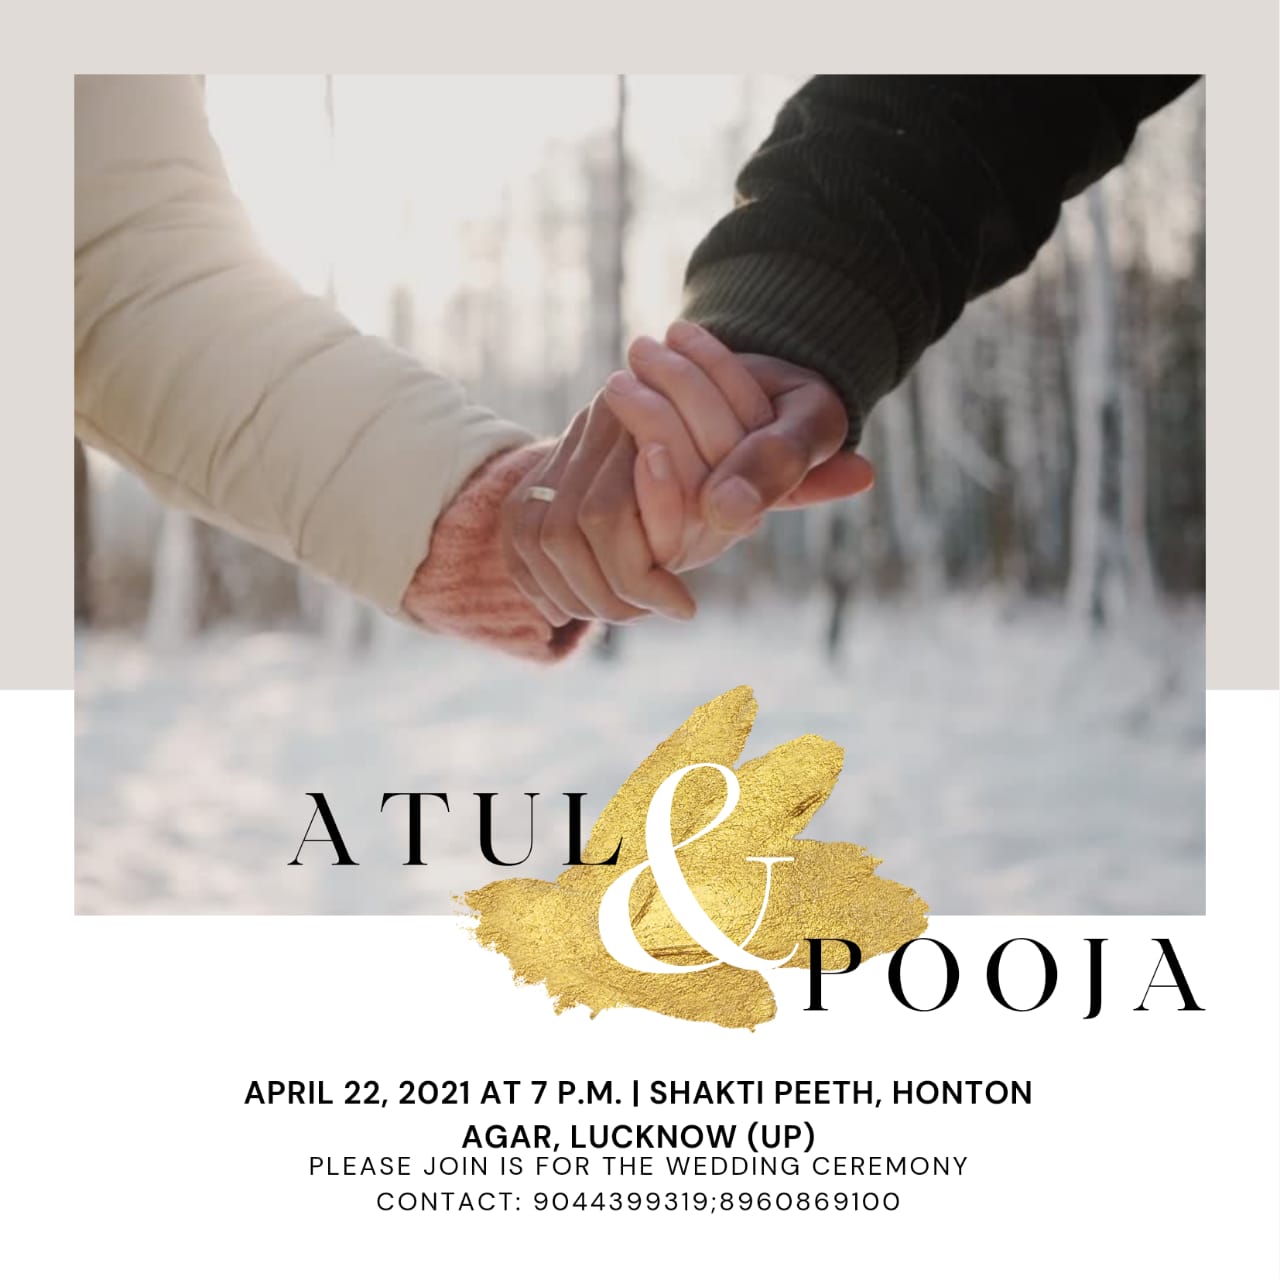 ATUL
&
POOJA
APRIL 22, 2021 AT 7 P.M. | SHAKTI PEETH, HONTON
AGAR, LUCKNOW (UP)
PLEASE JOIN IS FOR THE WEDDING CEREMONY
CONTACT: 9044399319;8960869100